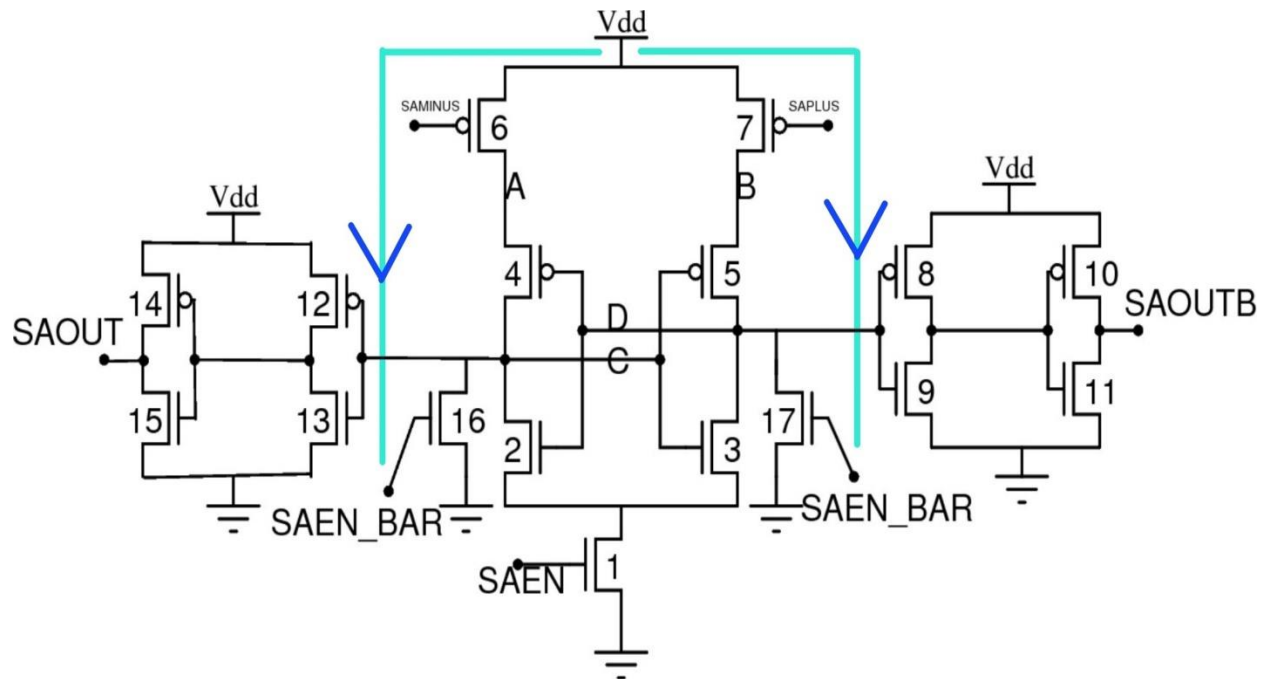 Vdd
SAMINUS
SAPLUS
6
7
A
B
Vdd
Vdd
4
5
8
10
14
12
SAOUT
D
C
SAOUTB
15
13
16
2
3
17
9
11
SAEN_BAR
SAEN_BAR
SAEN
1